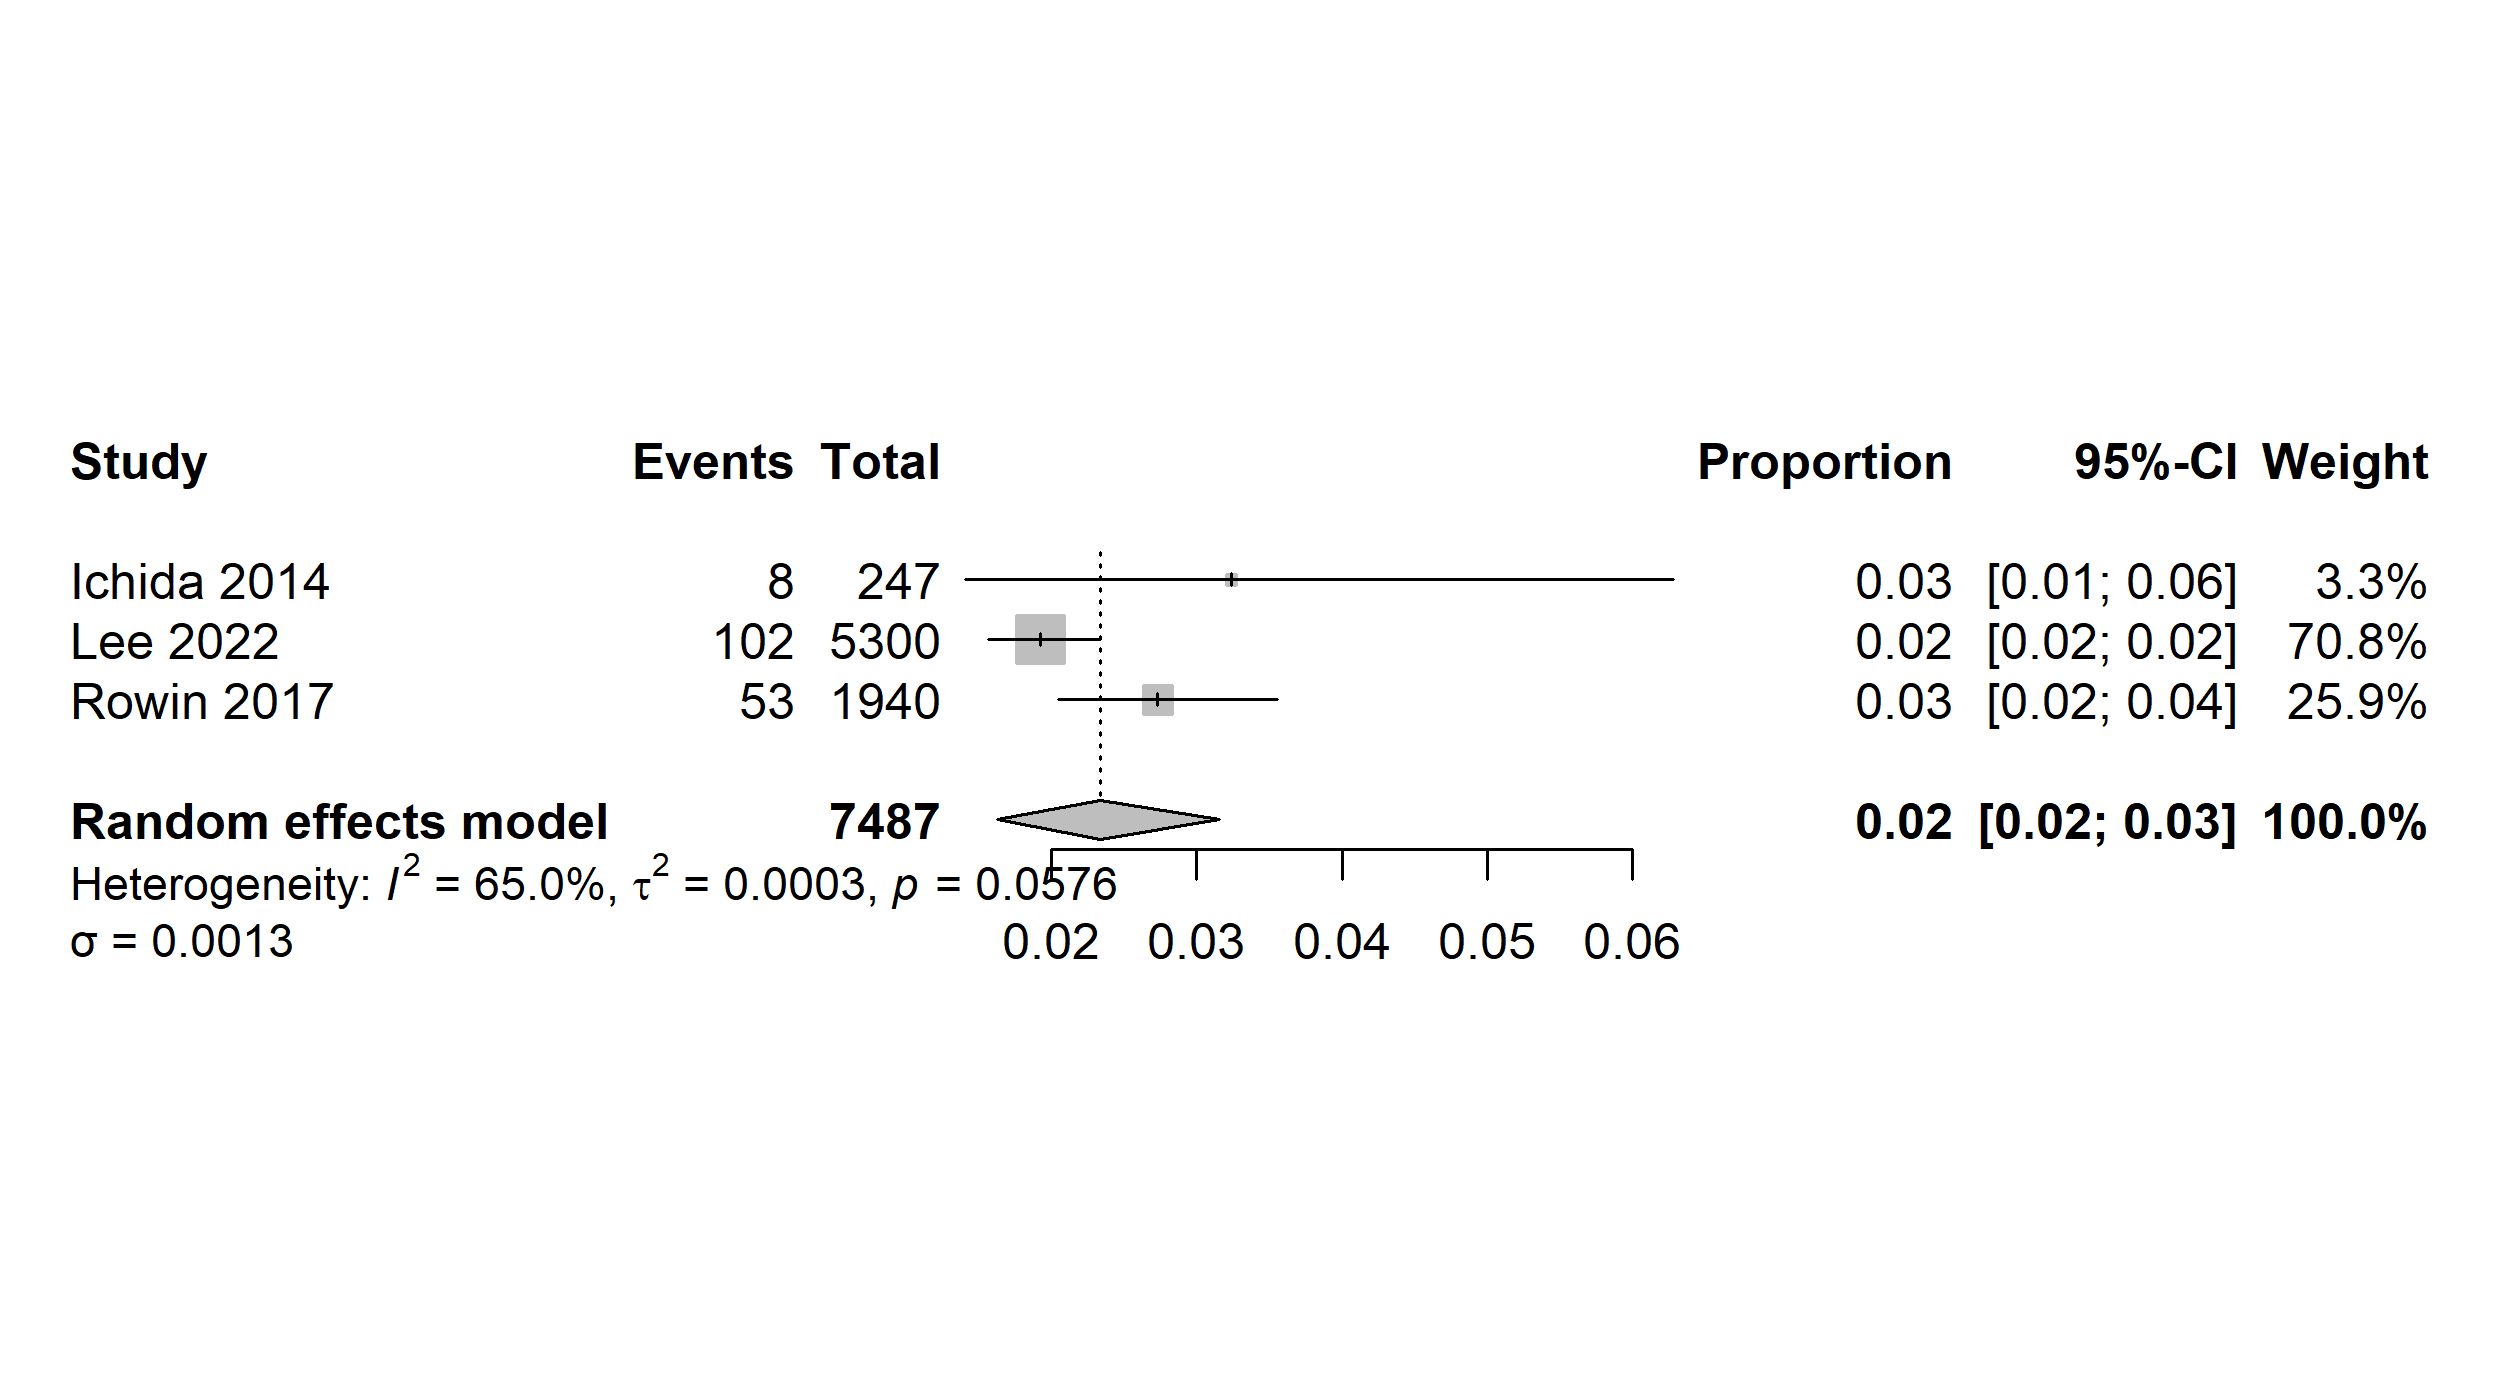 Study Events Total Proportion 95%-CI Weight
Ichida 2014 8 247 0.03 [0.01; 0.06] 3.3%
Lee 2022 102 5300 0.02 [0.02; 0.02] 70.8%
Rowin 2017 53 1940 0.03 [0.02; 0.04] 25.9%
Random effects model 7487 0.02 [0.02; 0.03] 100.0%
Heterogeneity: I² = 65.0%, τ² = 0.0003, p = 0.0576
σ = 0.0013 0.02 0.03 0.04 0.05 0.06